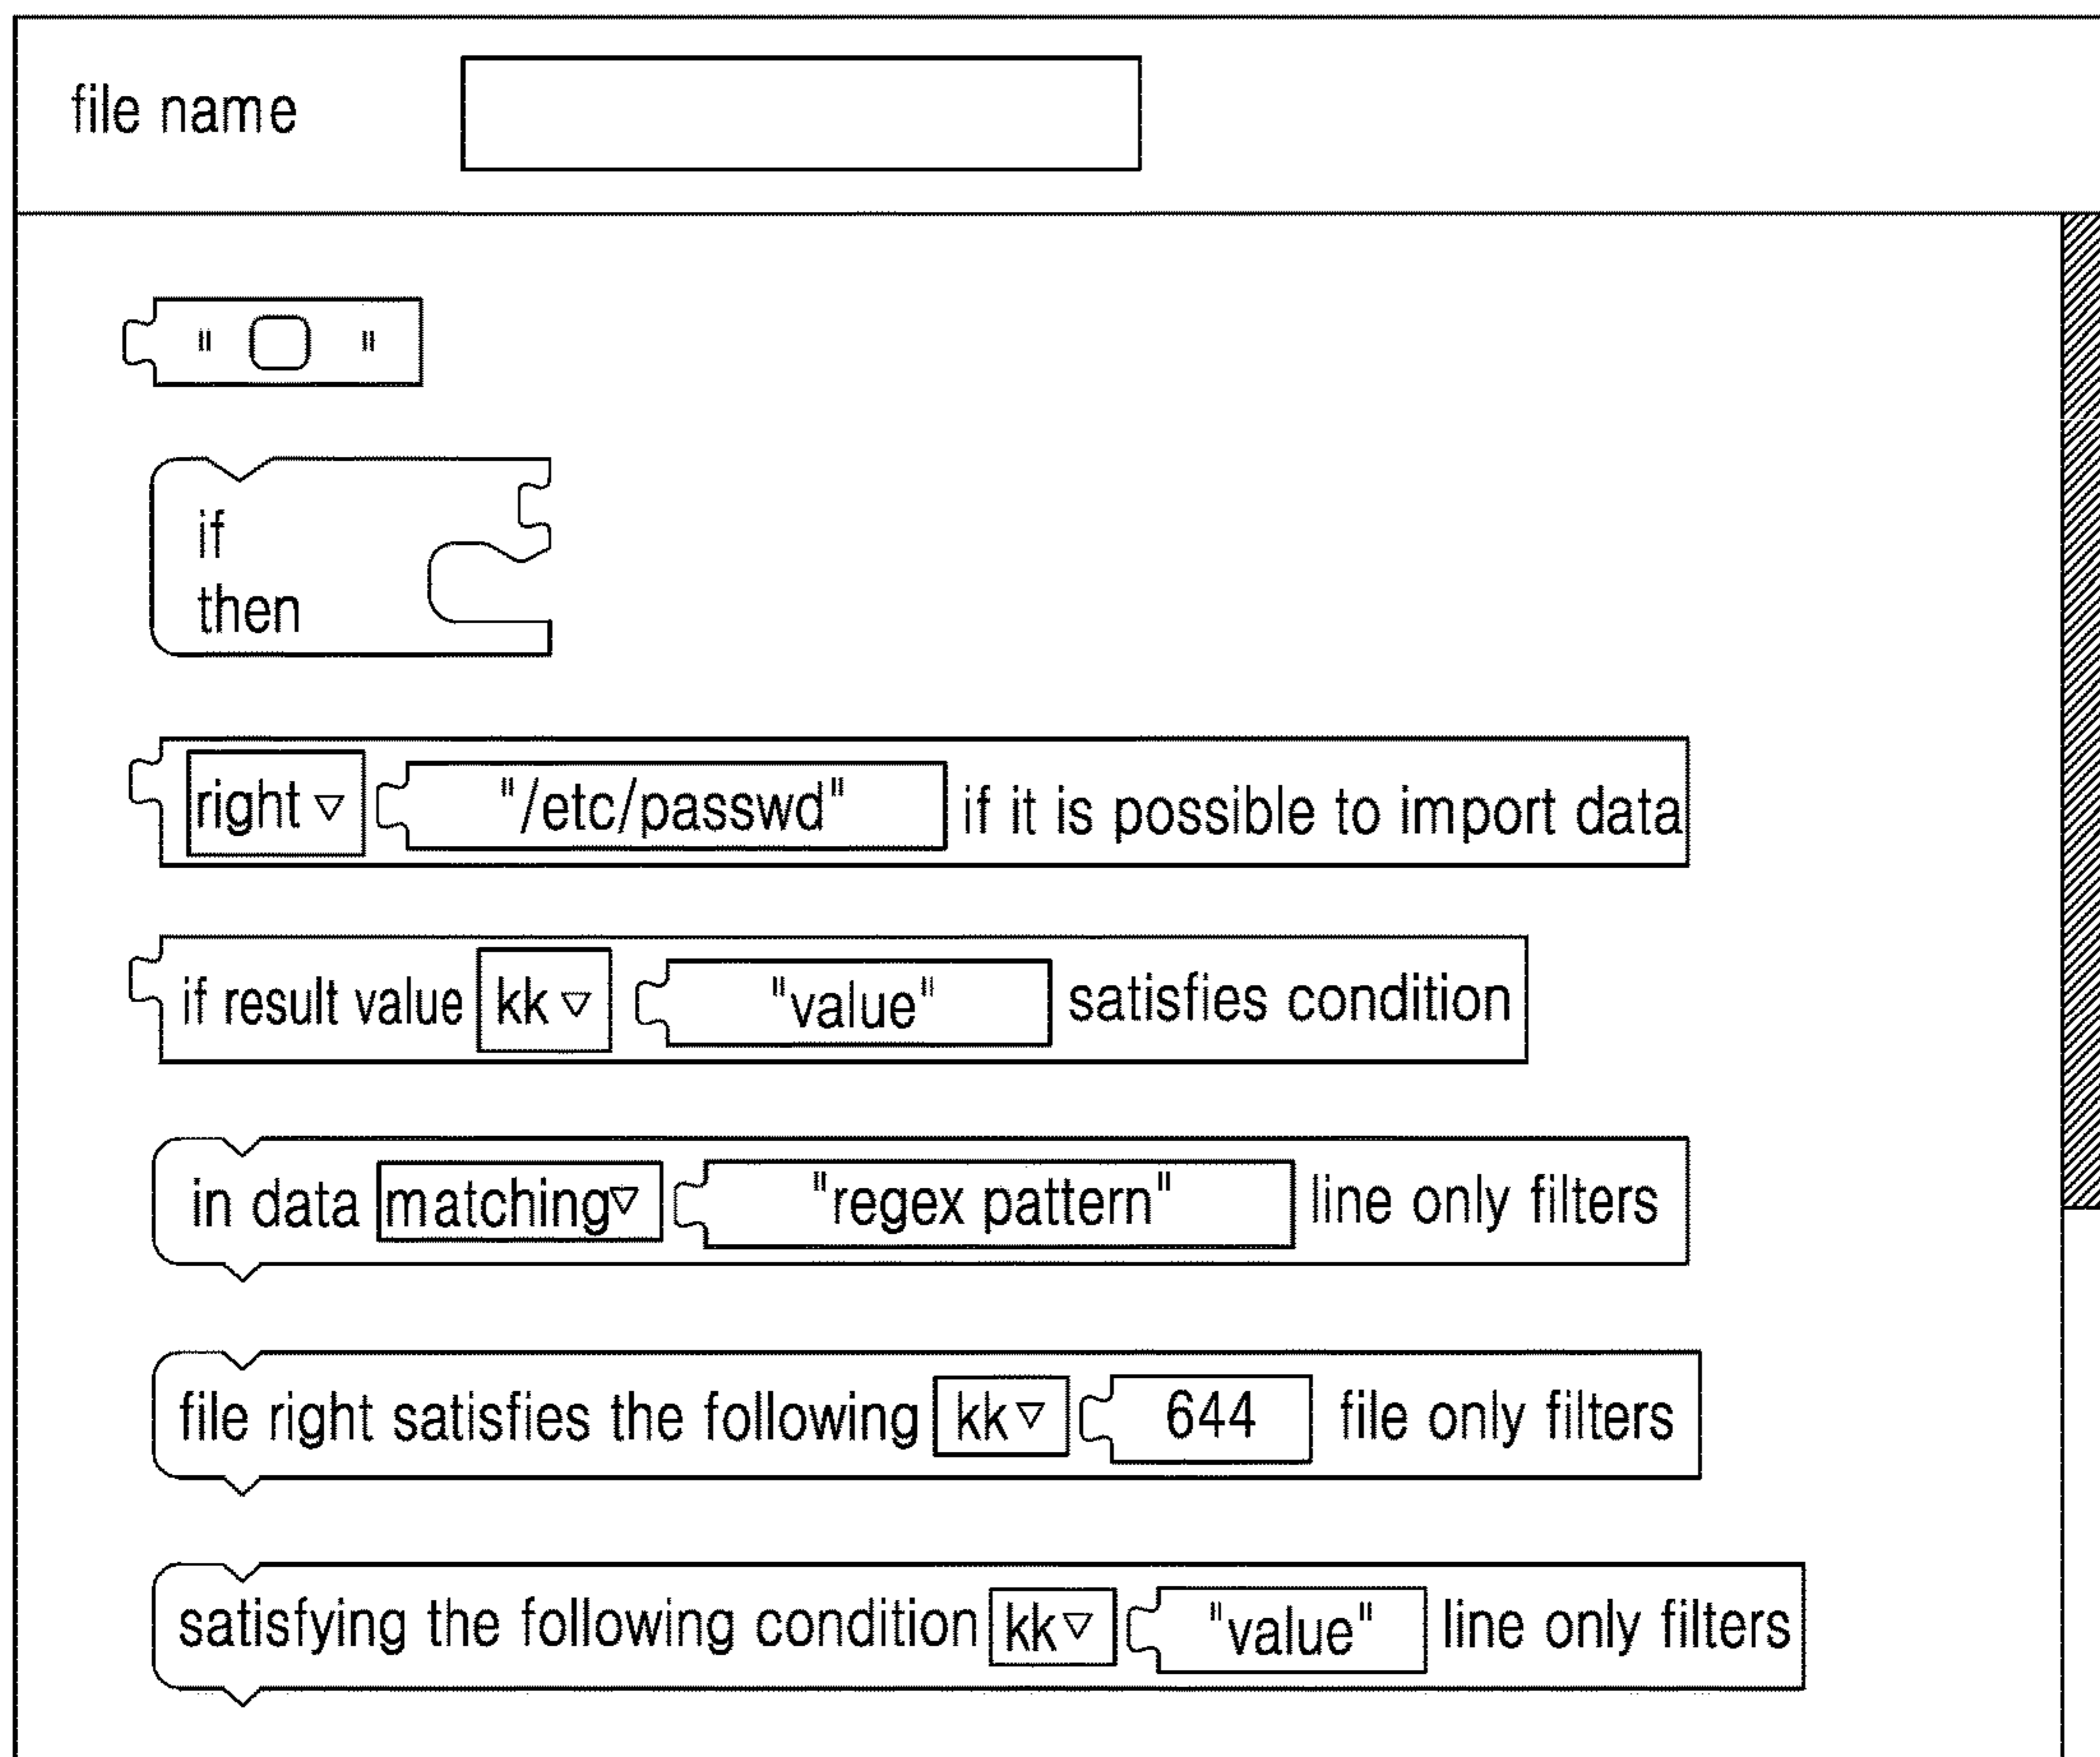 file name
" "
if
then
right ▽ "/etc/passwd" if it is possible to import data
if result value kk ▽ "value" satisfies condition
in data matching ▽ "regex pattern" line only filters
file right satisfies the following kk ▽ 644 file only filters
satisfying the following condition kk ▽ "value" line only filters